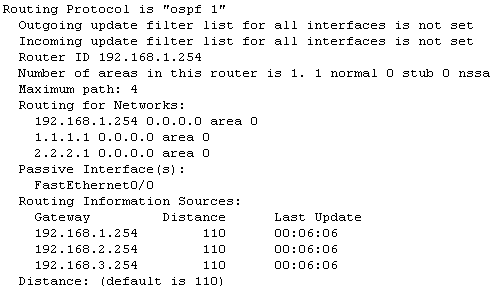 Routing Protocol is "ospf 1"
Outgoing update filter list for all interfaces is not set
Incoming update filter list for all interfaces is not set
Router ID 192.168.1.254
Number of areas in this router is 1. 1 normal 0 stub 0 nssa
Maximum path: 4
Routing for Networks:
192.168.1.254 0.0.0.0 area 0
1.1.1.1 0.0.0.0 area 0
2.2.2.1 0.0.0.0 area 0
Passive Interface(s):
FastEthernet0/0
Routing Information Sources:
Gateway Distance Last Update
192.168.1.254 110 00:06:06
192.168.2.254 110 00:06:06
192.168.3.254 110 00:06:06
Distance: (default is 110)